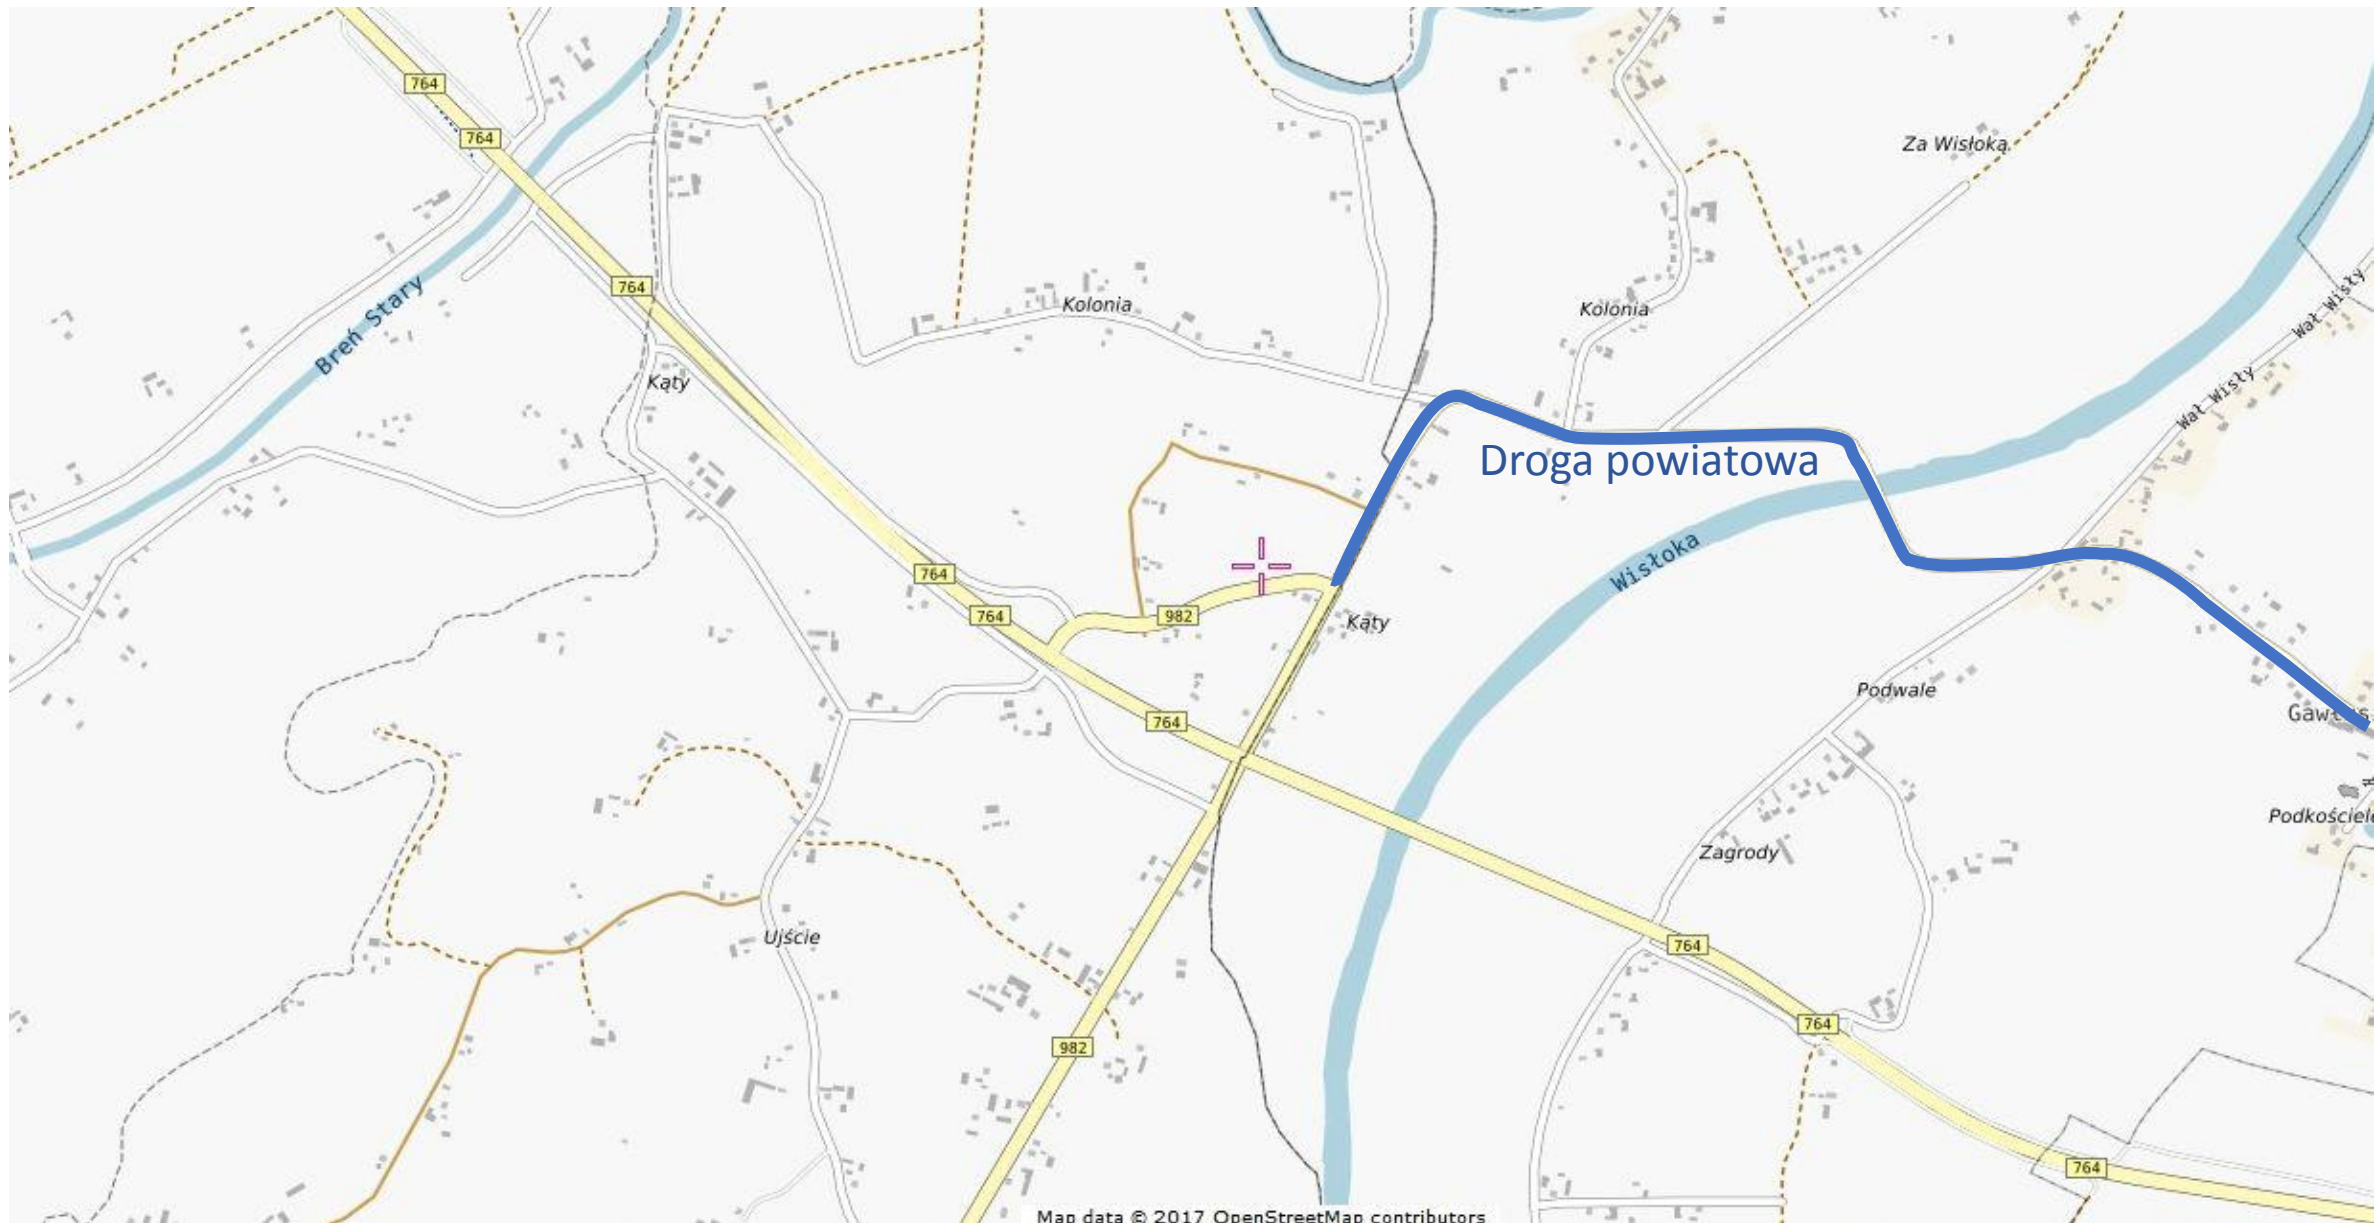 764
764
Za Wisłoką
Breń Stary
764
Kolonia
Kolonia
Wał Wisły
Wał Wisły
Kąty
Droga powiatowa
Wisłoka
764
764
982
Kąty
Podwale
764
Podkościele
Zagrody
Ujście
764
764
982
764
Map data © 2017 OpenStreetMap contributors